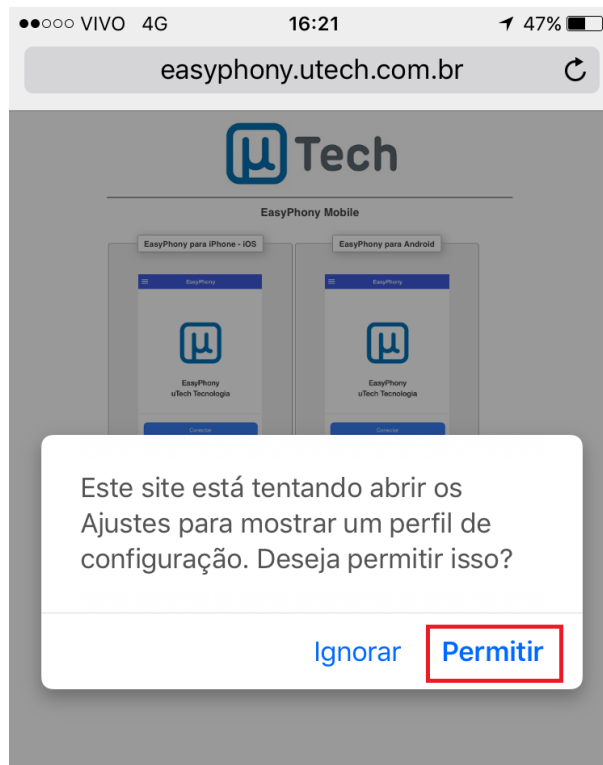 VIVO 4G 16:21 47%
easyphony.utech.com.br
µ Tech
EasyPhony Mobile
EasyPhony para iPhone - iOS EasyPhony para Android
EasyPhony EasyPhony
µ µ
EasyPhony EasyPhony
uTech Tecnologia uTech Tecnologia
Conectar Conectar
Este site está tentando abrir os
Ajustes para mostrar um perfil de
configuração. Deseja permitir isso?
Ignorar Permitir